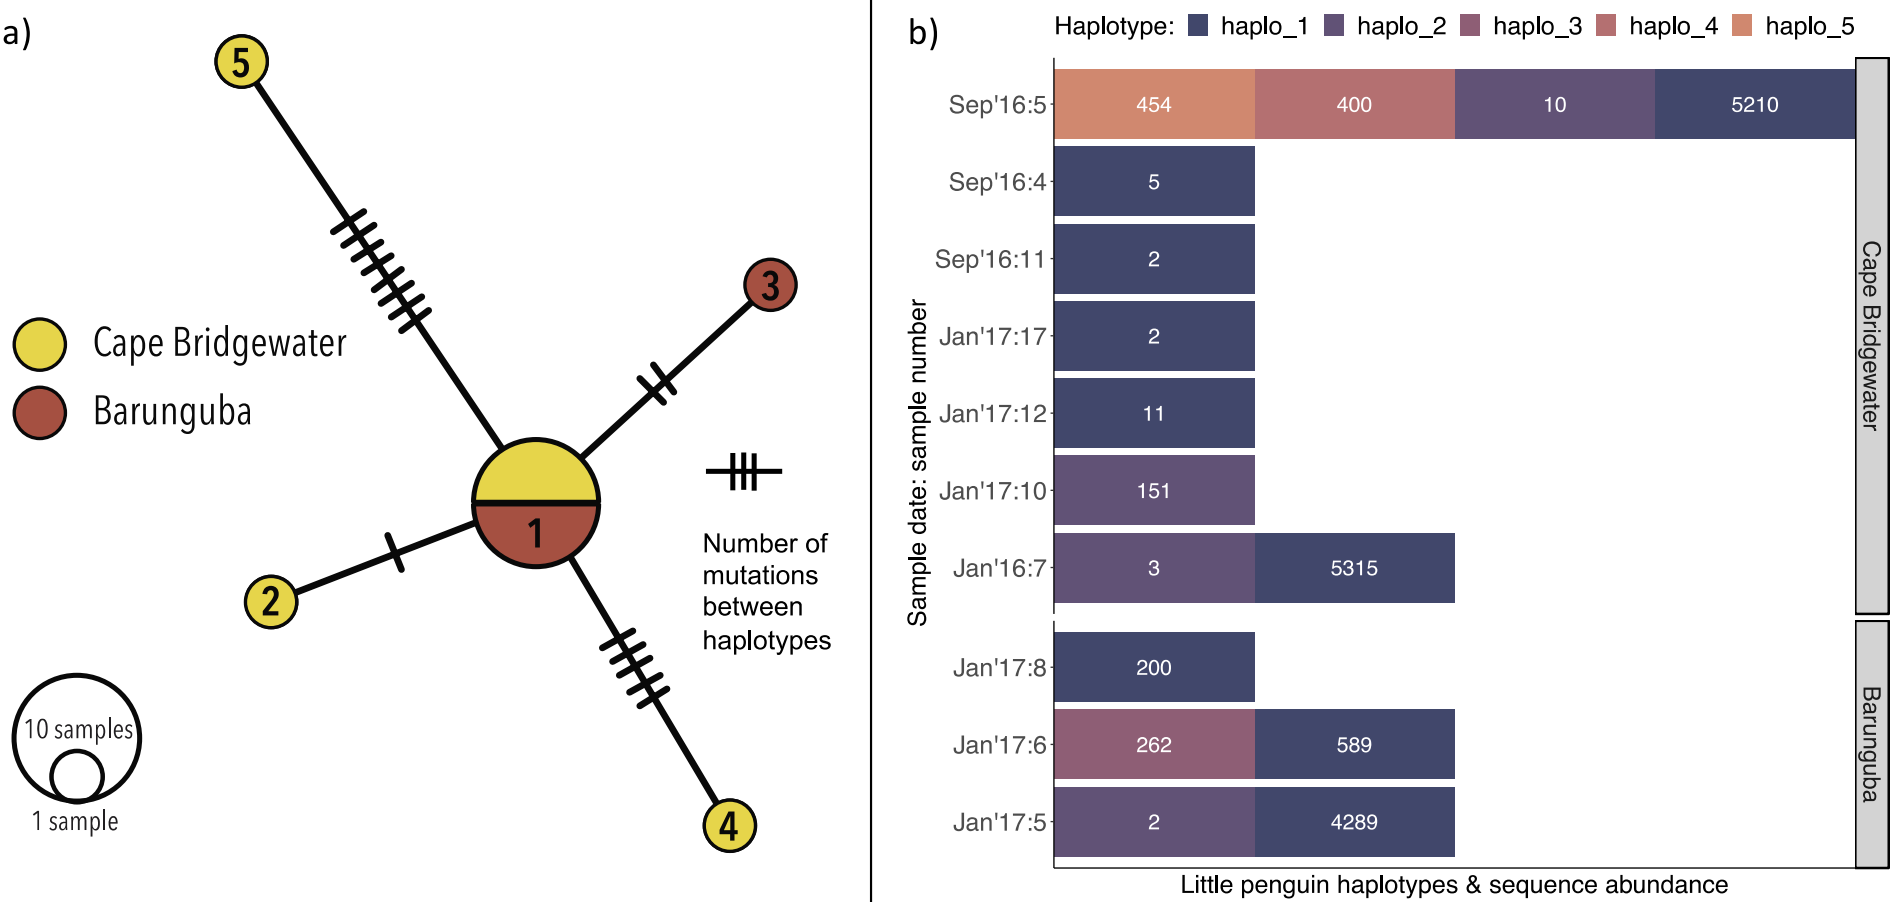 a)
5
3
Cape Bridgewater
Barunguba
1
2
Number of
mutations
between
haplotypes
10 samples
1 sample
4
b)
Haplotype: haplo_1 haplo_2 haplo_3 haplo_4 haplo_5
Sample date: sample number
Sep'16:5 454 400 10 5210
Sep'16:4 5
Sep'16:11 2
Jan'17:17 2
Jan'17:12 11
Jan'17:10 151
Jan'16:7 3 5315
Cape Bridgewater
Jan'17:8 200
Jan'17:6 262 589
Jan'17:5 2 4289
Barunguba
Little penguin haplotypes & sequence abundance